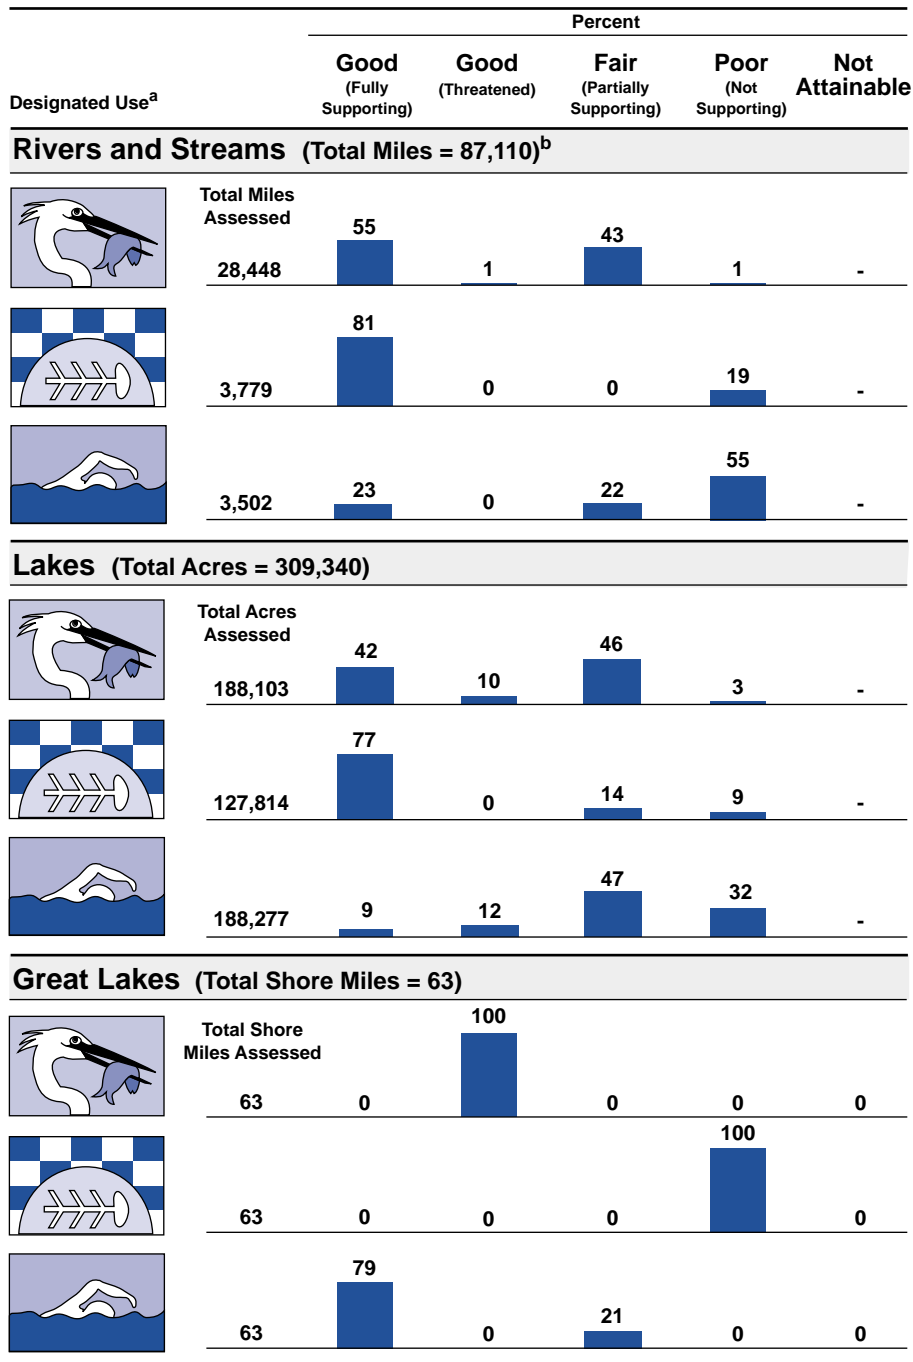 Percent
Designated Useᵃ
Good (Fully Supporting)
Good (Threatened)
Fair (Partially Supporting)
Poor (Not Supporting)
Not Attainable
Rivers and Streams (Total Miles = 87,110)ᵇ
Total Miles Assessed
28,448 55 1 43 1 -
3,779 81 0 0 19 -
3,502 23 0 22 55 -
Lakes (Total Acres = 309,340)
Total Acres Assessed
188,103 42 10 46 3 -
127,814 77 0 14 9 -
188,277 9 12 47 32 -
Great Lakes (Total Shore Miles = 63)
Total Shore Miles Assessed
63 0 100 0 0 0
63 0 0 0 100 0
63 79 0 21 0 0